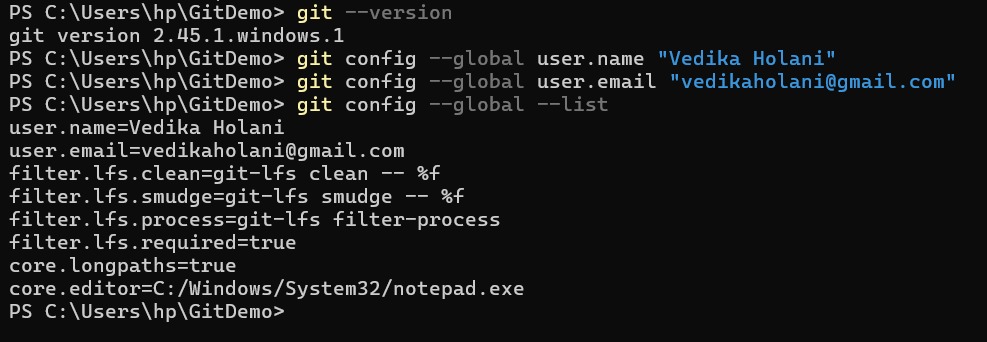 PS C:\Users\hp\GitDemo> git --version
git version 2.45.1.windows.1
PS C:\Users\hp\GitDemo> git config --global user.name "Vedika Holani"
PS C:\Users\hp\GitDemo> git config --global user.email "vedikaholani@gmail.com"
PS C:\Users\hp\GitDemo> git config --global --list
user.name=Vedika Holani
user.email=vedikaholani@gmail.com
filter.lfs.clean=git-lfs clean -- %f
filter.lfs.smudge=git-lfs smudge -- %f
filter.lfs.process=git-lfs filter-process
filter.lfs.required=true
core.longpaths=true
core.editor=C:/Windows/System32/notepad.exe
PS C:\Users\hp\GitDemo>